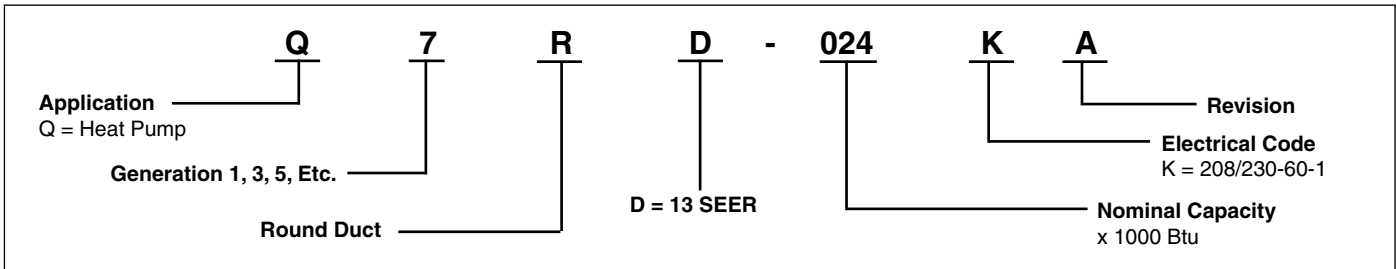 Q 7 R D - 024 K A
Application
Q = Heat Pump
Generation 1, 3, 5, Etc.
Round Duct
D = 13 SEER
Revision
Electrical Code
K = 208/230-60-1
Nominal Capacity
x 1000 Btu